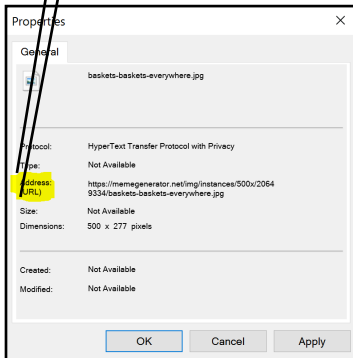 Properties
General
baskets-baskets-everywhere.jpg
Protocol: HyperText Transfer Protocol with Privacy
Type: Not Available
Address: https://memegenerator.net/img/instances/500x/2064
(URL) 9334/baskets-baskets-everywhere.jpg
Size: Not Available
Dimensions: 500 x 277 pixels
Created: Not Available
Modified: Not Available
OK Cancel Apply